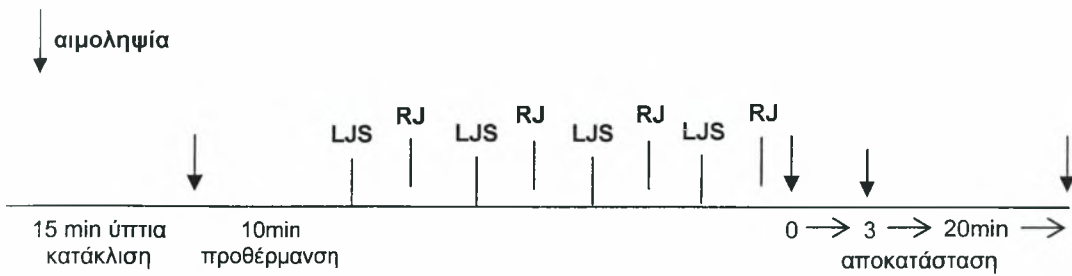 αιμοληψία
LJS RJ LJS RJ LJS RJ LJS RJ
15 min ύπτια κατάκλιση
10min προθέρμανση
0 → 3 → 20min →
αποκατάσταση